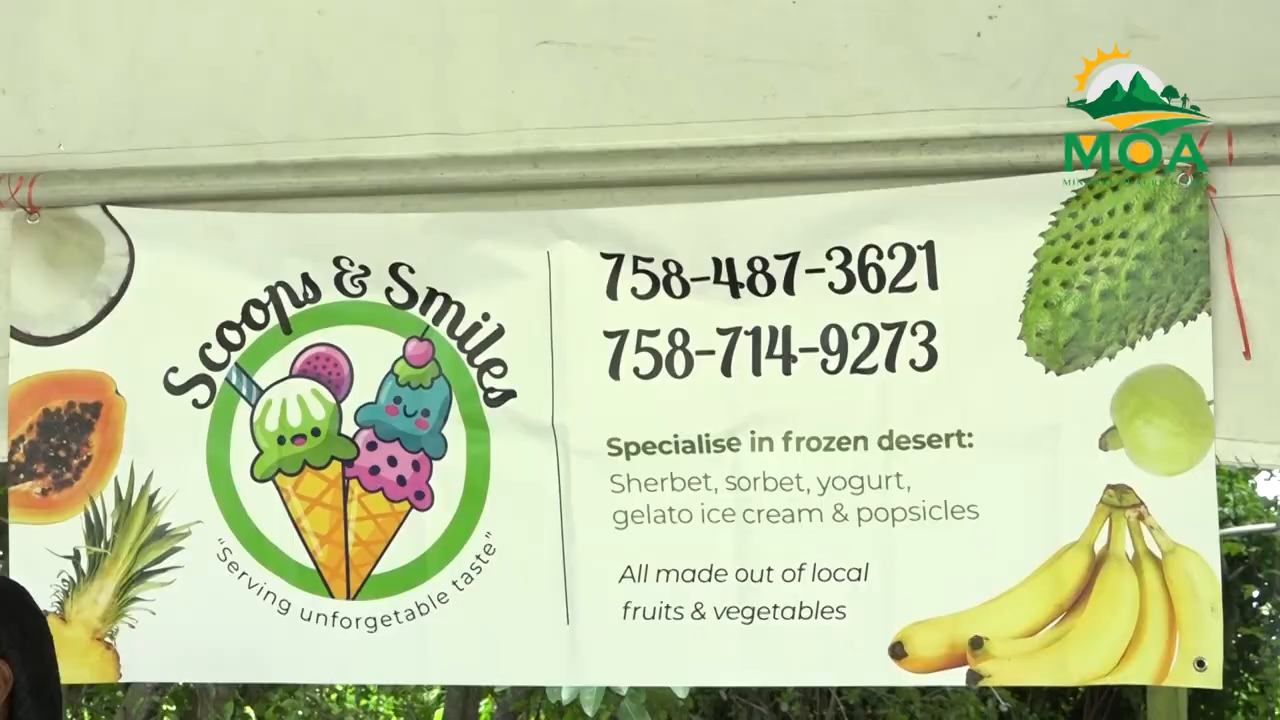 MOA
Scoops & Smiles
"Serving unforgetable taste"
758-487-3621
758-714-9273
Specialise in frozen desert:
Sherbet, sorbet, yogurt,
gelato ice cream & popsicles
All made out of local
fruits & vegetables